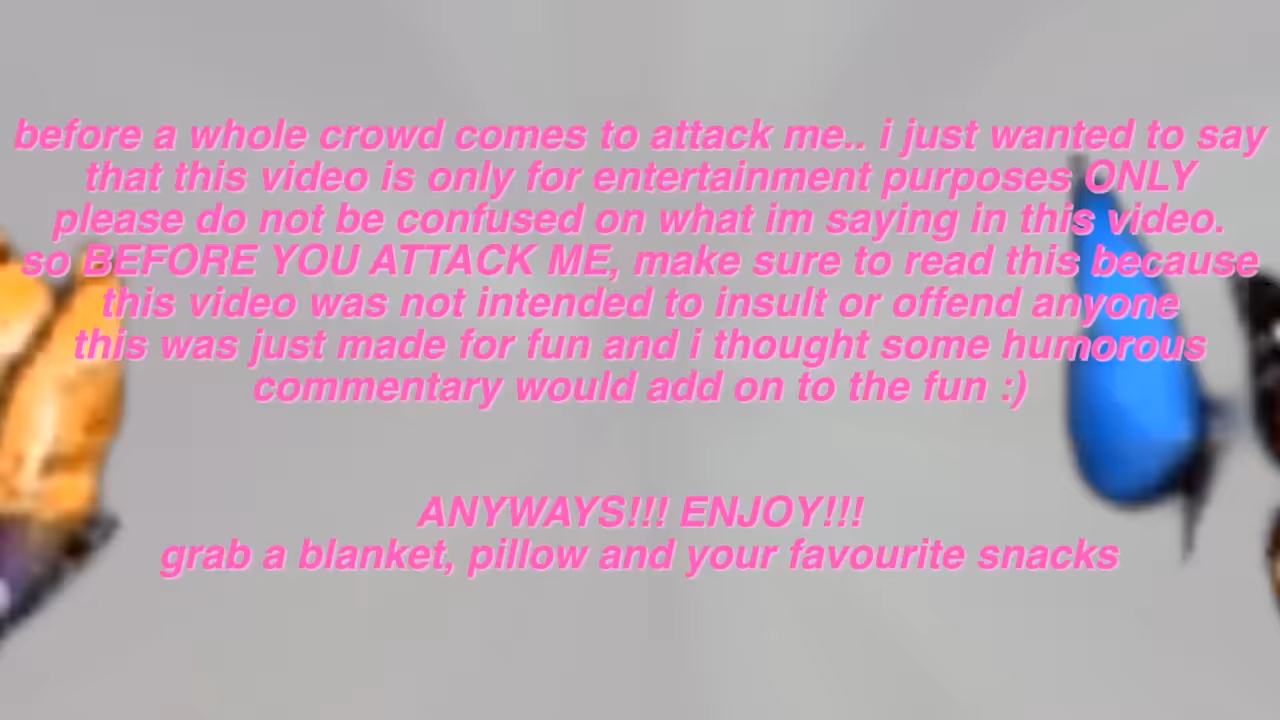 before a whole crowd comes to attack me.. i just wanted to say
that this video is only for entertainment purposes ONLY
please do not be confused on what im saying in this video.
so BEFORE YOU ATTACK ME, make sure to read this because
this video was not intended to insult or offend anyone
this was just made for fun and i thought some humorous
commentary would add on to the fun :)
ANYWAYS!!! ENJOY!!!
grab a blanket, pillow and your favourite snacks